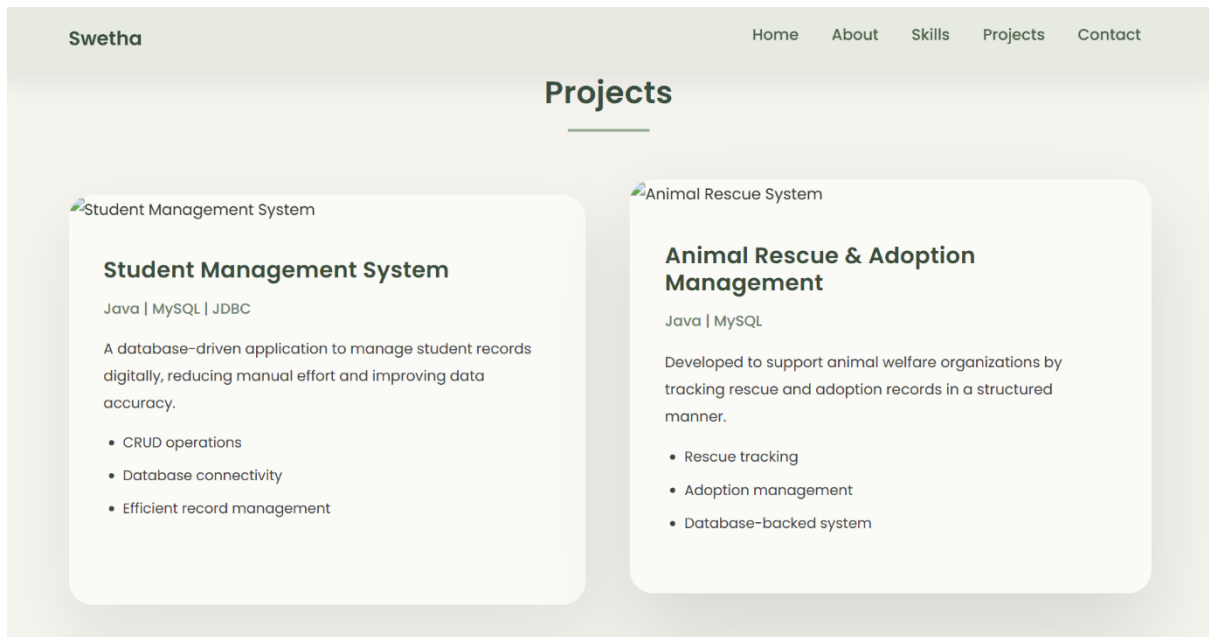 Swetha
Home About Skills Projects Contact
Projects
Student Management System
Student Management System
Java | MySQL | JDBC
A database-driven application to manage student records
digitally, reducing manual effort and improving data
accuracy.
• CRUD operations
• Database connectivity
• Efficient record management
Animal Rescue System
Animal Rescue & Adoption
Management
Java | MySQL
Developed to support animal welfare organizations by
tracking rescue and adoption records in a structured
manner.
• Rescue tracking
• Adoption management
• Database-backed system